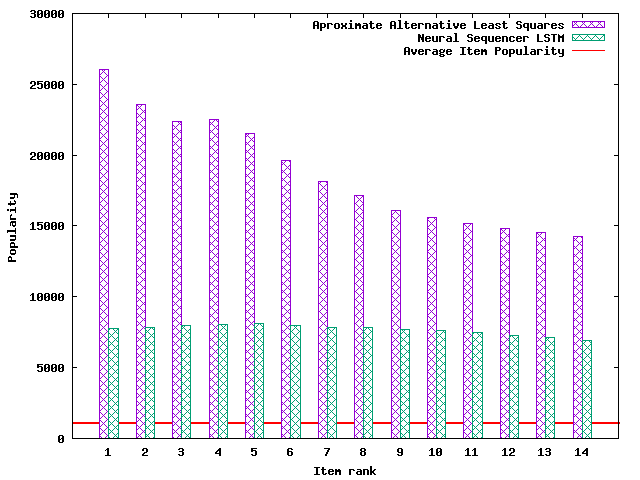 30000
25000
20000
15000
10000
5000
0
Popularity
Aproximate Alternative Least Squares
Neural Sequencer LSTM
Average Item Popularity
1 2 3 4 5 6 7 8 9 10 11 12 13 14
Item rank